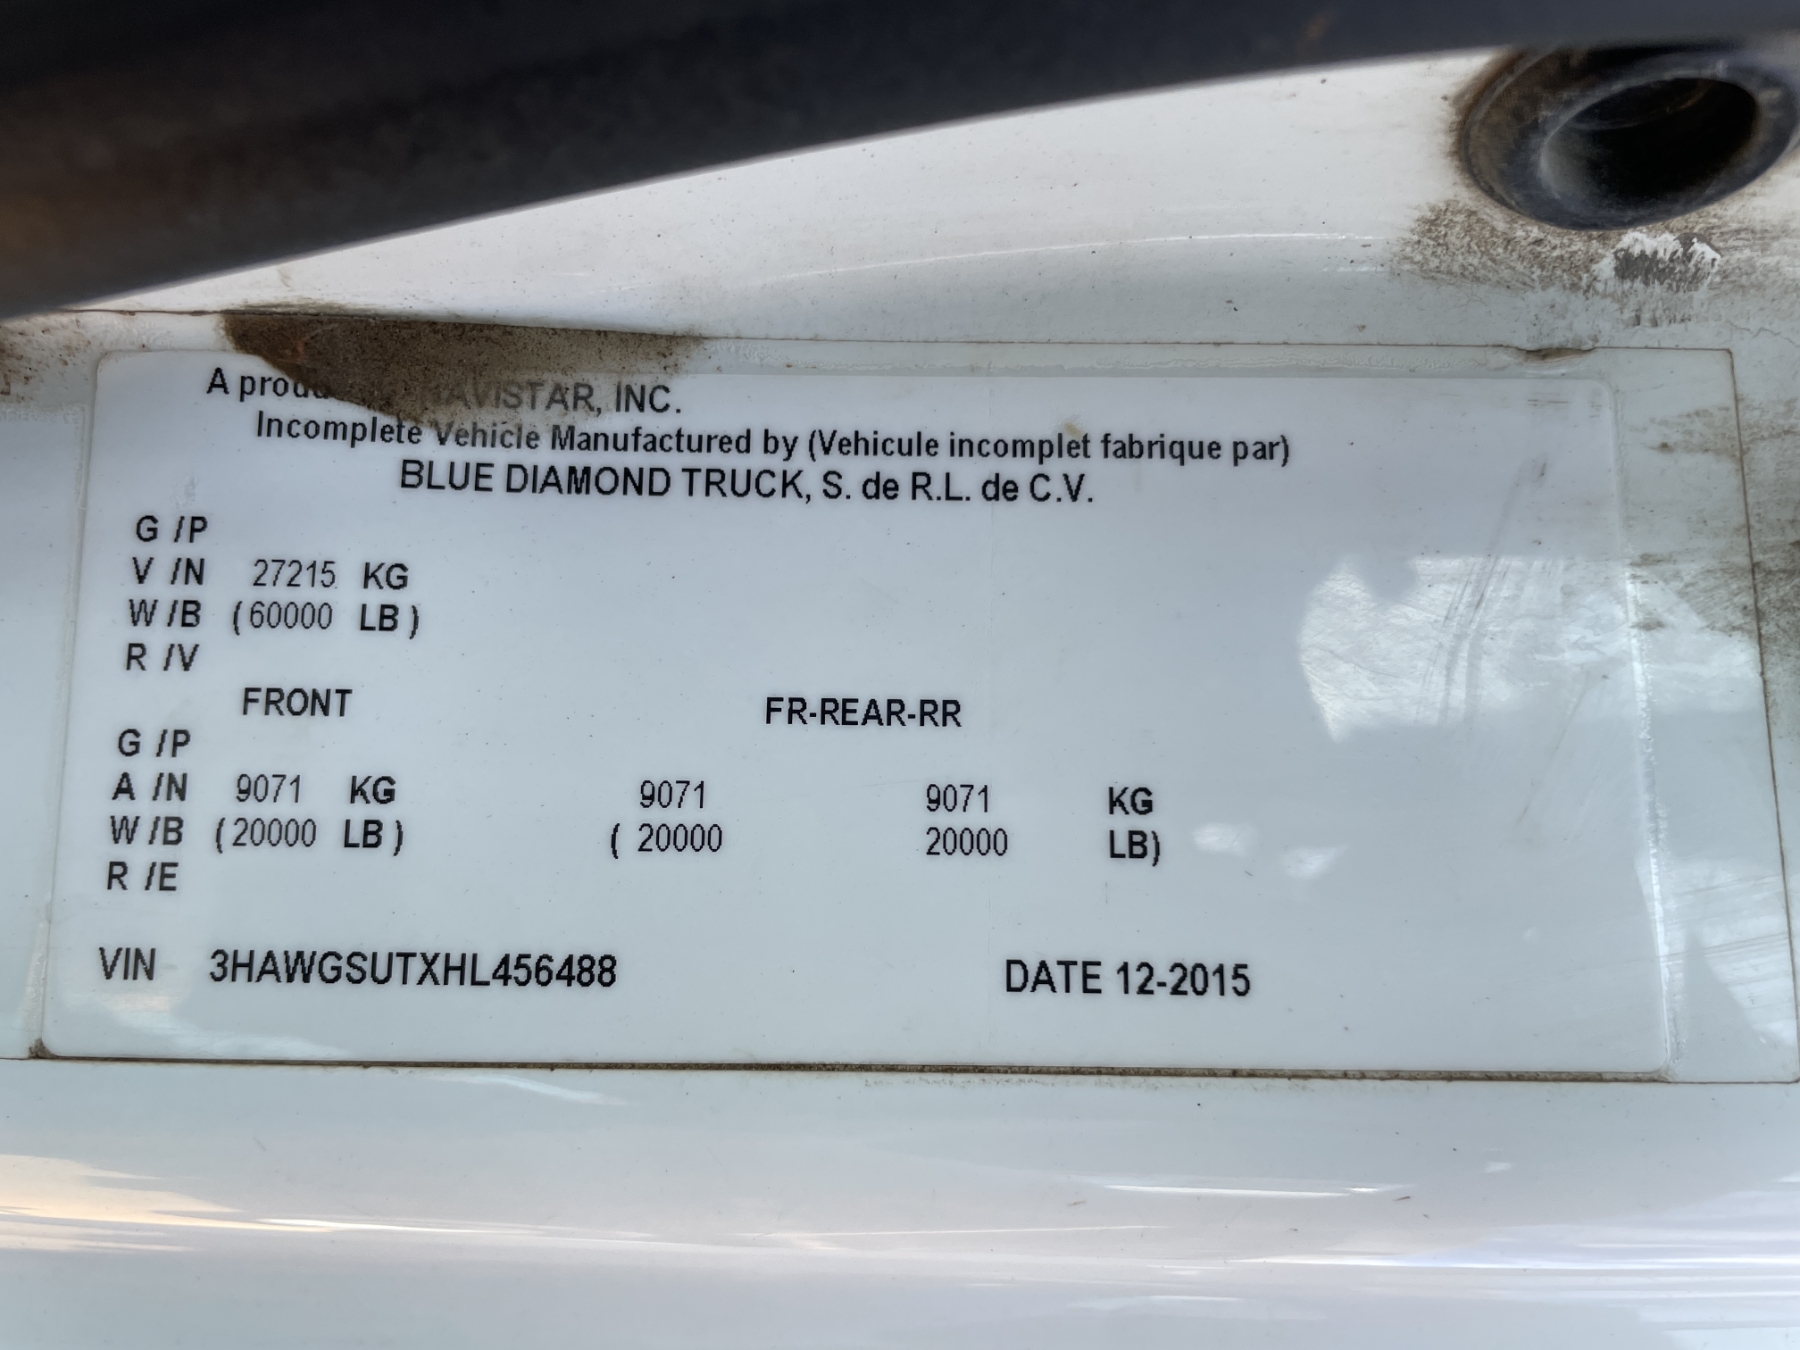 A produ AVISTAR, INC.
Incomplete Vehicle Manufactured by (Vehicule incomplet fabrique par)
BLUE DIAMOND TRUCK, S. de R.L. de C.V.
G /P
V /N 27215 KG
W /B (60000 LB)
R /V
FRONT FR-REAR-RR
G /P
A /N 9071 KG 9071 9071 KG
W /B (20000 LB) ( 20000 20000 LB)
R /E
VIN 3HAWGSUTXHL456488 DATE 12-2015